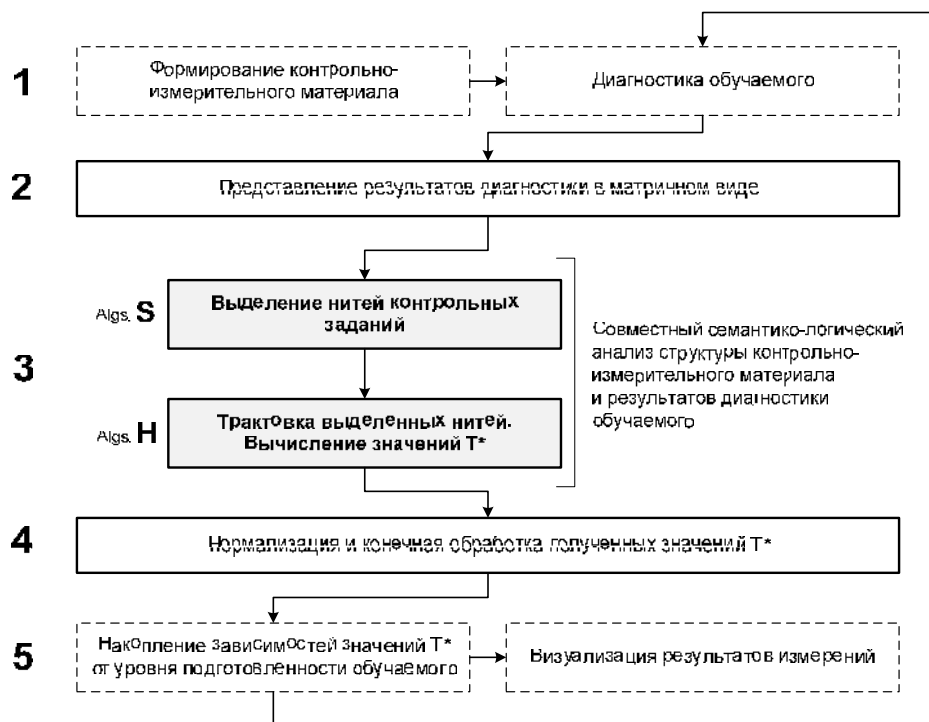 1
Формирование контрольно-
измерительного материала
Диагностика обучаемого
2
Представление результатов диагностики в матричном виде
Algs. S
Выделение нитей контрольных
заданий
3
Совместный семантико-логический
анализ структуры контрольно-
измерительного материала
и результатов диагностики
обучаемого
Algs. H
Трактовка выделенных нитей.
Вычисление значений T*
4
Нормализация и конечная обработка полученных значений T*
5
Накопление зависимостей значений T*
от уровня подготовленности обучаемого
Визуализация результатов измерений